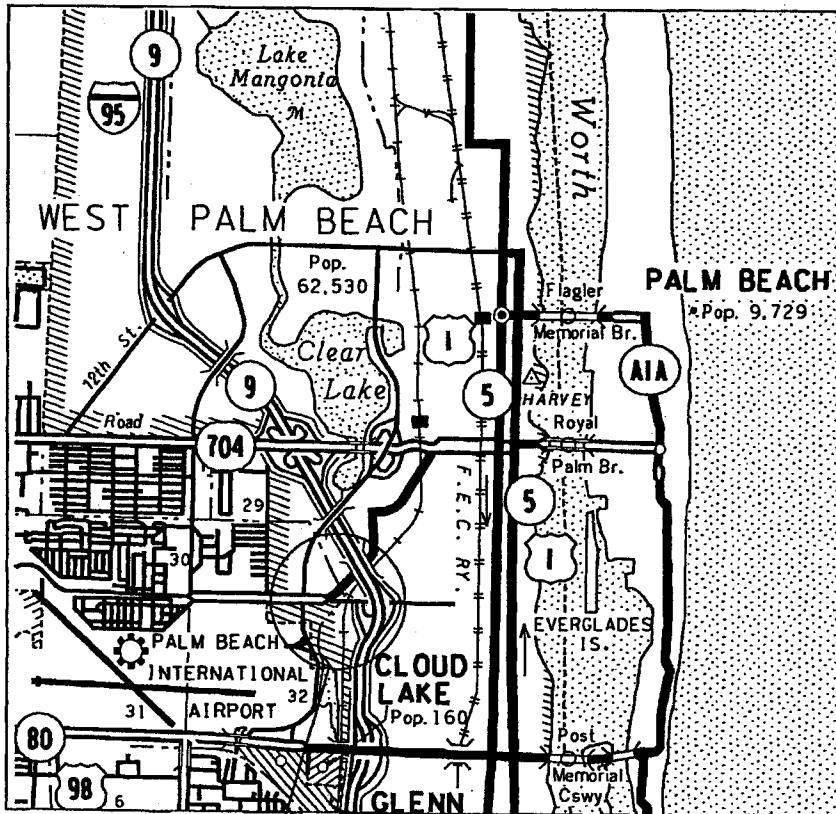 9
Lake
Mangonia
95
Worth
WEST PALM BEACH
Pop.
62,530
PALM BEACH
Pop. 9,729
Flagler
Memorial Br.
1
Clear
Lake
12th St.
9
A1A
5
HARVEY
Road
Royal
704
Palm Br.
F.E.C. RY.
29
5
30
1
EVERGLADES
IS.
PALM BEACH
INTERNATIONAL
AIRPORT
CLOUD
LAKE
Pop. 160
32
31
80
Post
Memorial
Cswy.
98
6
GLENN